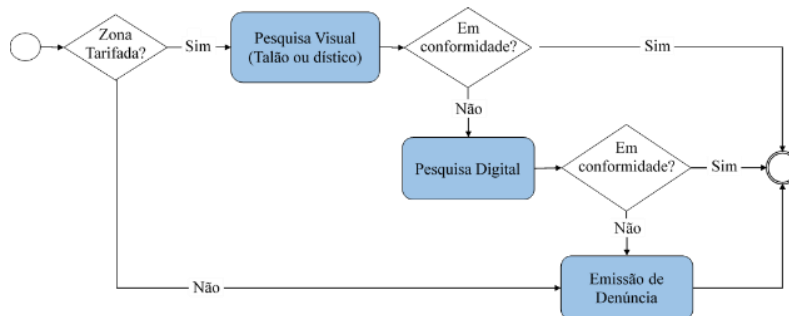 Zona
Tarifada?
Sim
Pesquisa Visual
(Talão ou dístico)
Em
conformidade?
Sim
Não
Pesquisa Digital
Em
conformidade?
Sim
Não
Não
Emissão de
Denúncia